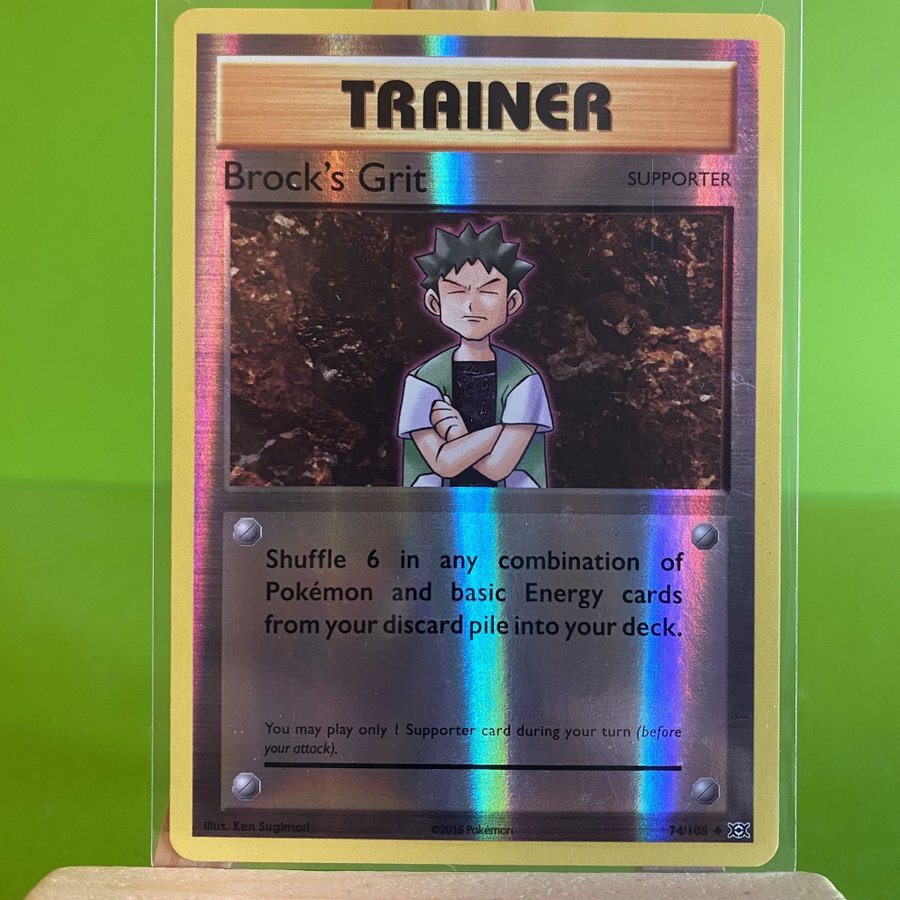 TRAINER
Brock's Grit
SUPPORTER
Shuffle 6 in any combination of
Pokémon and basic Energy cards
from your discard pile into your deck.
You may play only 1 Supporter card during your turn (before
your attack).
Illus. Ken Sugimori
©2016 Pokémon
74/108